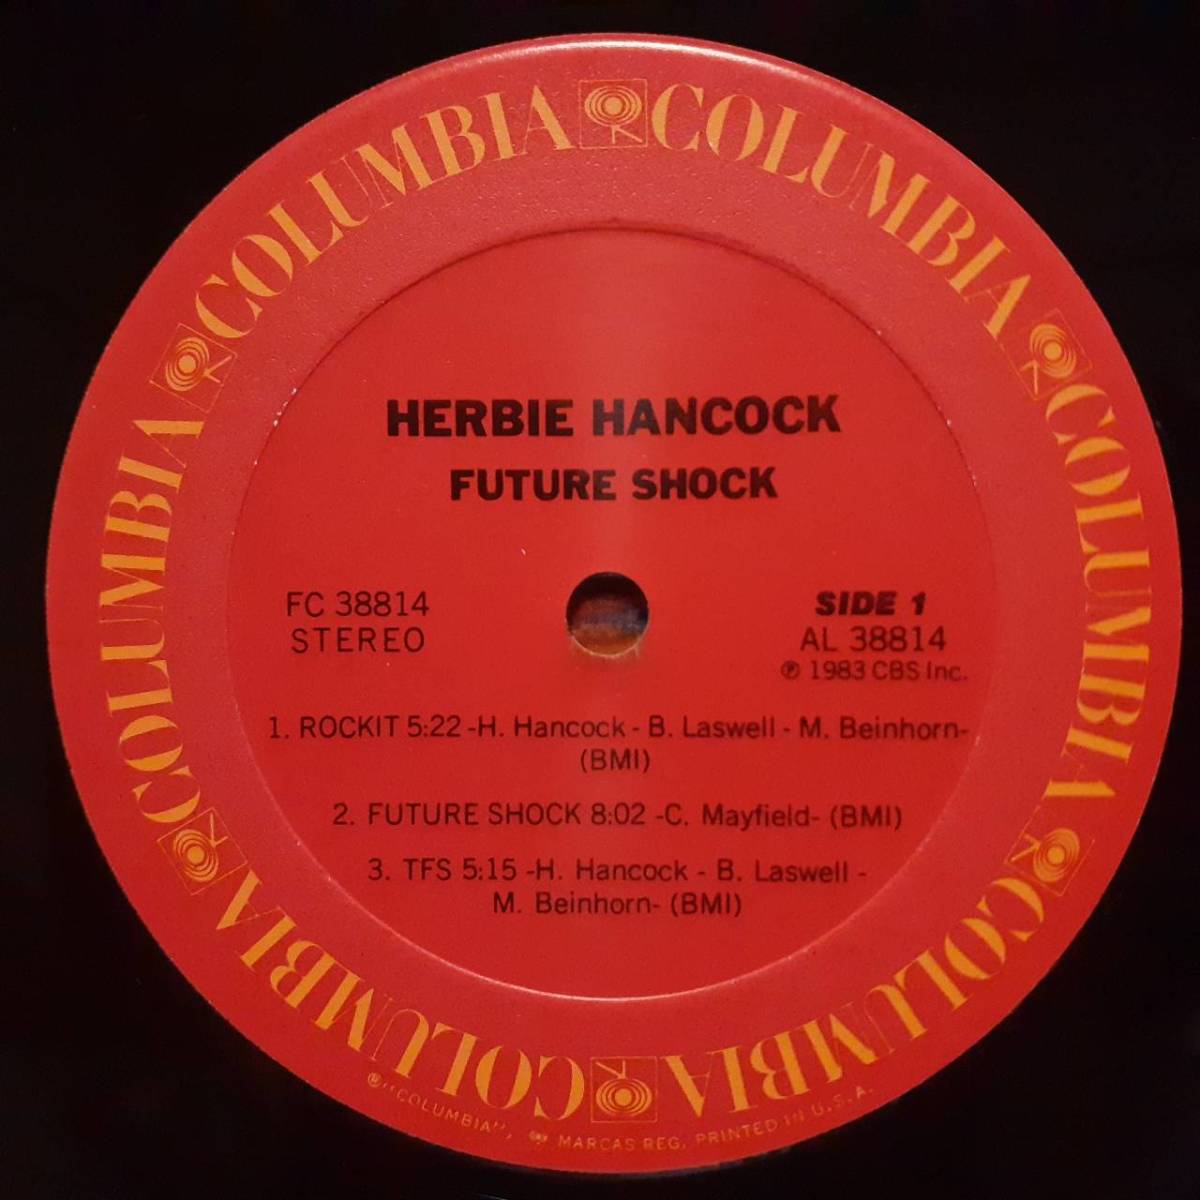 COLUMBIA COLUMBIA COLUMBIA COLUMBIA COLUMBIA COLUMBIA
HERBIE HANCOCK
FUTURE SHOCK
FC 38814
STEREO
SIDE 1
AL 38814
℗ 1983 CBS Inc.
1. ROCKIT 5:22 -H. Hancock - B. Laswell - M. Beinhorn-
(BMI)
2. FUTURE SHOCK 8:02 -C. Mayfield- (BMI)
3. TFS 5:15 -H. Hancock - B. Laswell -
M. Beinhorn- (BMI)
® "COLUMBIA", MARCAS REG. PRINTED IN U.S.A.